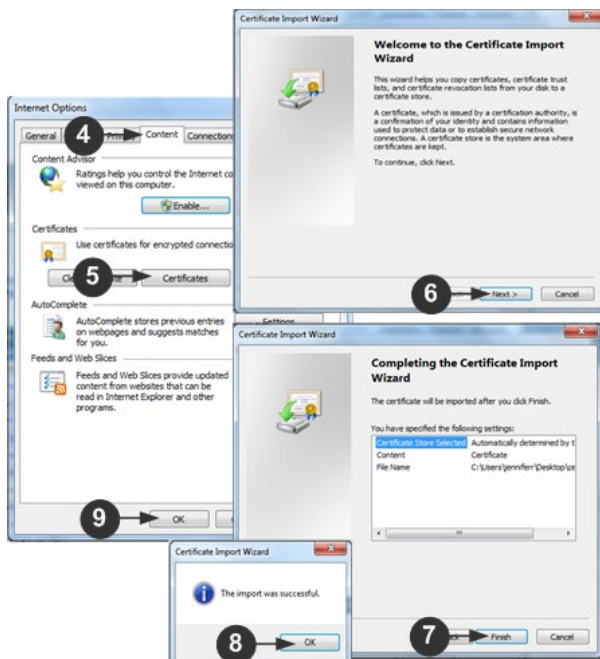 Certificate Import Wizard
Welcome to the Certificate Import
Wizard
This wizard helps you copy certificates, certificate trust
lists, and certificate revocation lists from your disk to a
certificate store.
A certificate, which is issued by a certification authority, is
a confirmation of your identity and contains information
used to protect data or to establish secure network
connections. A certificate store is the system area where
certificates are kept.
To continue, click Next.
6
Next >
Cancel
Internet Options
4
General
Content
Connections
Content Advisor
Ratings help you control the Internet co
viewed on this computer.
Enable...
Certificates
Use certificates for encrypted connectio
5
Certificates
AutoComplete
AutoComplete stores previous entries
on webpages and suggests matches
for you.
Settings
Feeds and Web Slices
Feeds and Web Slices provide updated
content from websites that can be
read in Internet Explorer and other
programs.
9
OK
Certificate Import Wizard
Completing the Certificate Import
Wizard
The certificate will be imported after you click Finish.
You have specified the following settings:
Certificate Store Selected Automatically determined by t
Content Certificate
File Name C:\Users\jenniferr\Desktop\ce
7
Finish
Cancel
Certificate Import Wizard
The import was successful.
8
OK